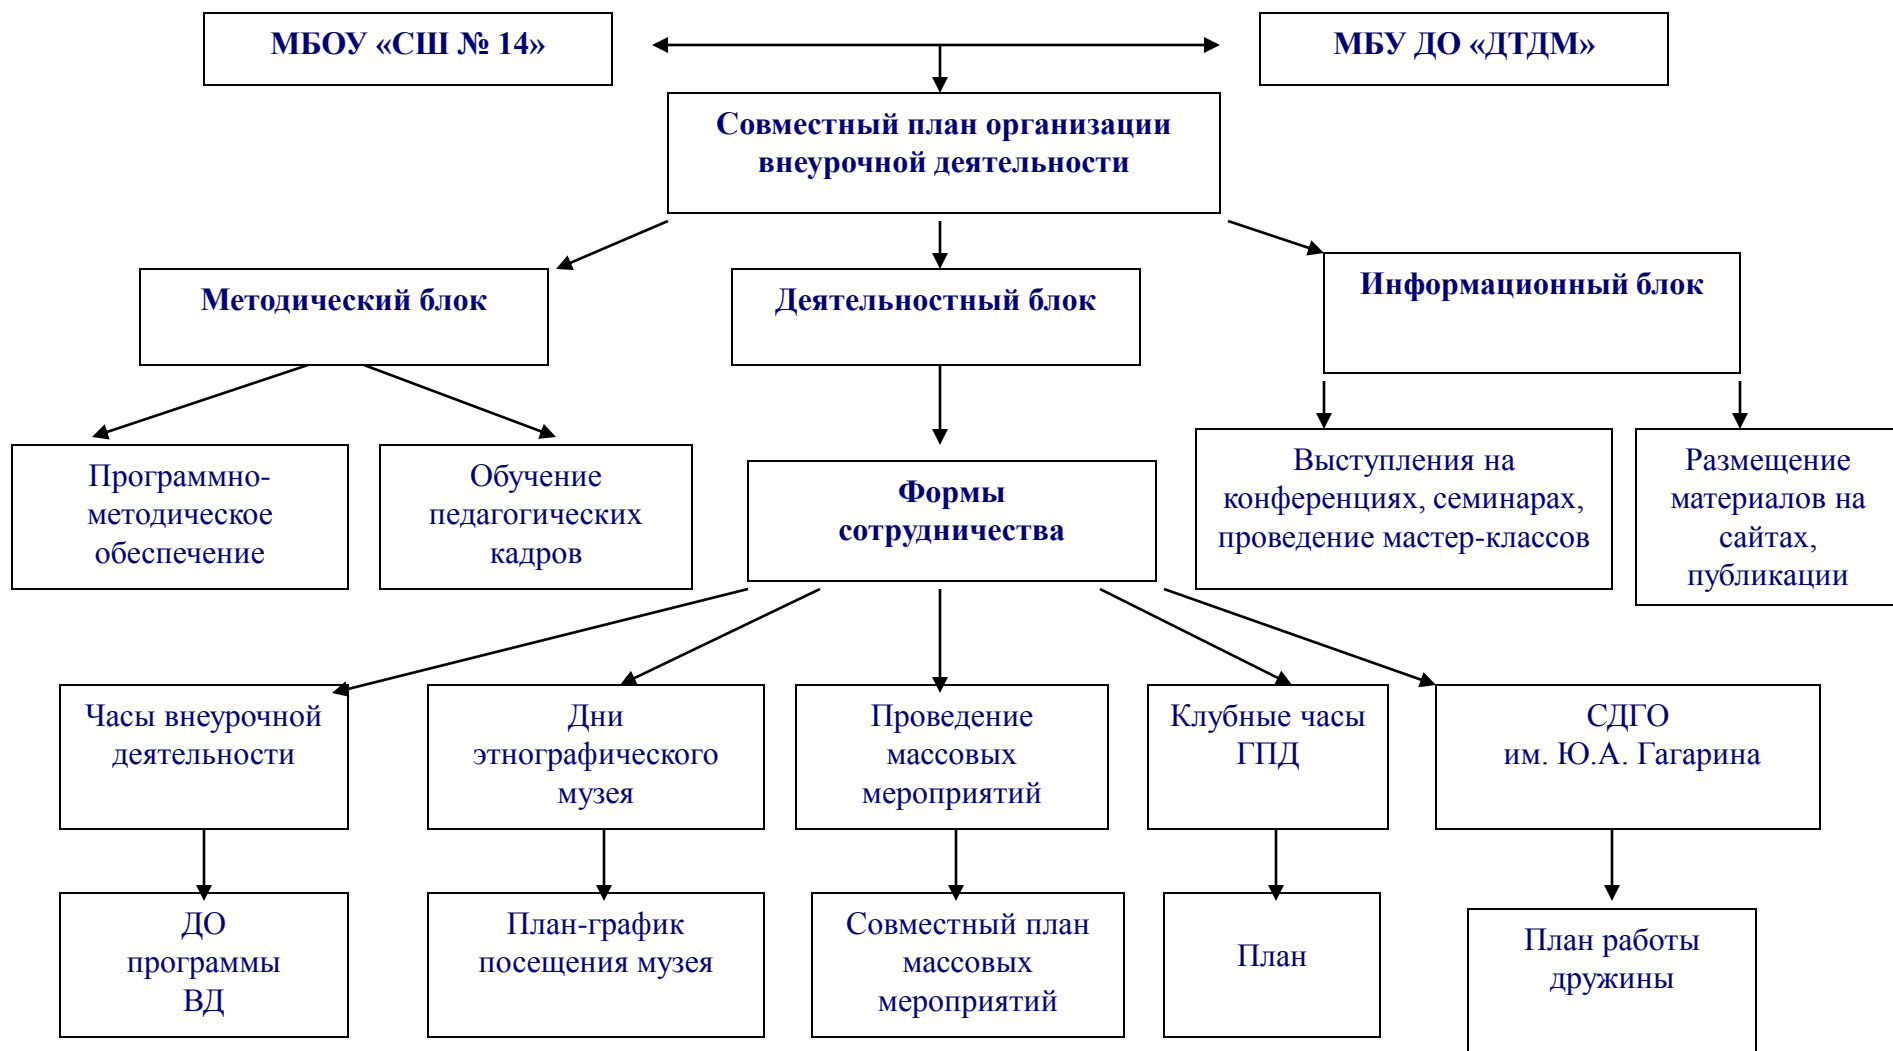 МБОУ «СШ № 14»
МБУ ДО «ДТДМ»
Совместный план организации
внеурочной деятельности
Методический блок
Деятельностный блок
Информационный блок
Программно-
методическое
обеспечение
Обучение
педагогических
кадров
Формы
сотрудничества
Выступления на
конференциях, семинарах,
проведение мастер-классов
Размещение
материалов на
сайтах,
публикации
Часы внеурочной
деятельности
Дни
этнографического
музея
Проведение
массовых
мероприятий
Клубные часы
ГПД
СДГО
им. Ю.А. Гагарина
ДО
программы
ВД
План-график
посещения музея
Совместный план
массовых
мероприятий
План
План работы
дружины